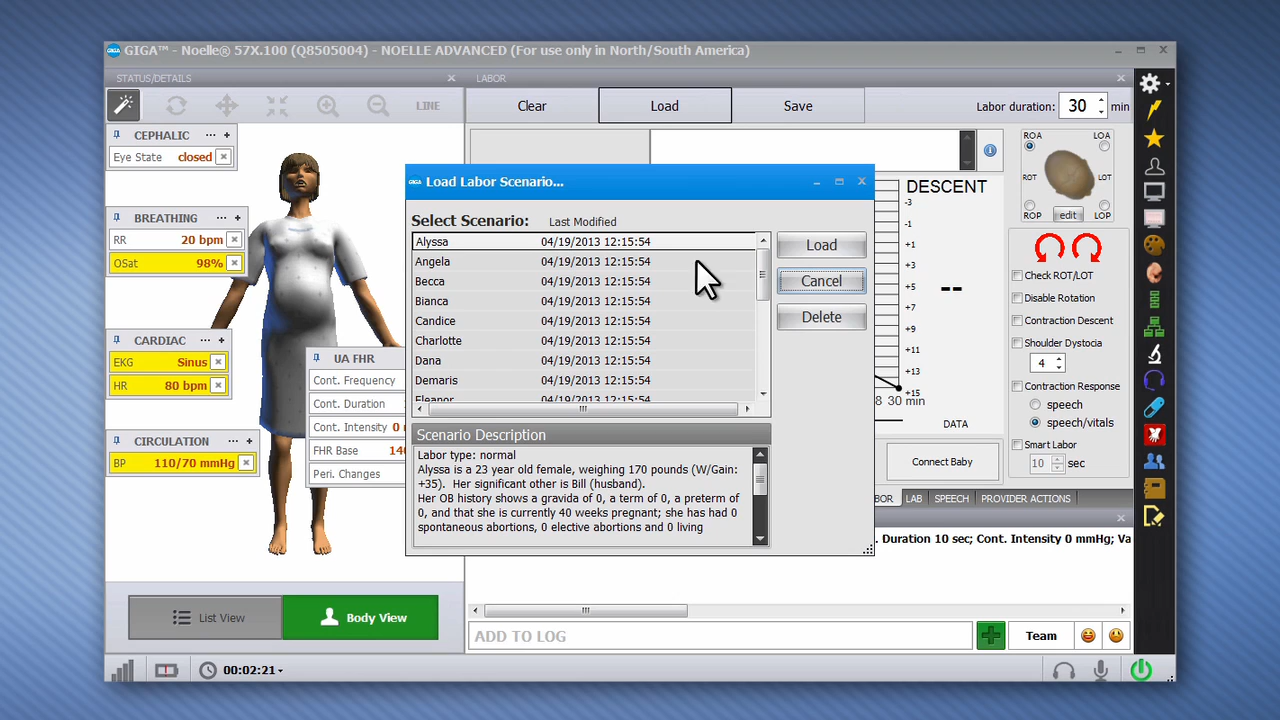 GIGA™ - Noelle® 57X.100 (Q8505004) - NOELLE ADVANCED (For use only in North/South America)
STATUS/DETAILS
LINE
CEPHALIC
Eye State closed
BREATHING
RR 20 bpm
OSat 98%
CARDIAC
EKG Sinus
HR 80 bpm
CIRCULATION
BP 110/70 mmHg
UA FHR
Cont. Frequency
Cont. Duration
Cont. Intensity 0
FHR Base
Peri. Changes
List View
Body View
00:02:21
LABOR
Clear
Load
Save
Labor duration: 30 min
GIGA Load Labor Scenario...
Select Scenario: Last Modified
Alyssa 04/19/2013 12:15:54
Angela 04/19/2013 12:15:54
Becca 04/19/2013 12:15:54
Bianca 04/19/2013 12:15:54
Candice 04/19/2013 12:15:54
Charlotte 04/19/2013 12:15:54
Dana 04/19/2013 12:15:54
Demaris 04/19/2013 12:15:54
Eleanor 04/19/2013 12:15:54
Load
Cancel
Delete
Scenario Description
Labor type: normal
Alyssa is a 23 year old female, weighing 170 pounds (W/Gain:
+35). Her significant other is Bill (husband).
Her OB history shows a gravida of 0, a term of 0, a preterm of
0, and that she is currently 40 weeks pregnant; she has had 0
spontaneous abortions, 0 elective abortions and 0 living
DESCENT
-3
-1
+1
+3
+5
+7
+9
+11
+13
+15
8 30 min
--
DATA
Connect Baby
ROA
LOA
ROT
LOT
ROP
edit
LOP
Check ROT/LOT
Disable Rotation
Contraction Descent
Shoulder Dystocia
4
Contraction Response
speech
speech/vitals
Smart Labor
10 sec
BOR
LAB
SPEECH
PROVIDER ACTIONS
. Duration 10 sec; Cont. Intensity 0 mmHg; Va
ADD TO LOG
Team